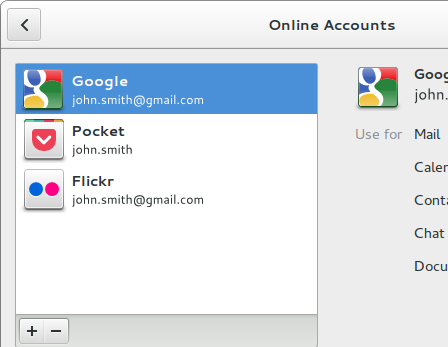 Online Accounts
Google
john.smith@gmail.com
Pocket
john.smith
Flickr
john.smith@gmail.com
Goog
john.
Use for Mail
Calen
Conta
Chat
Docu